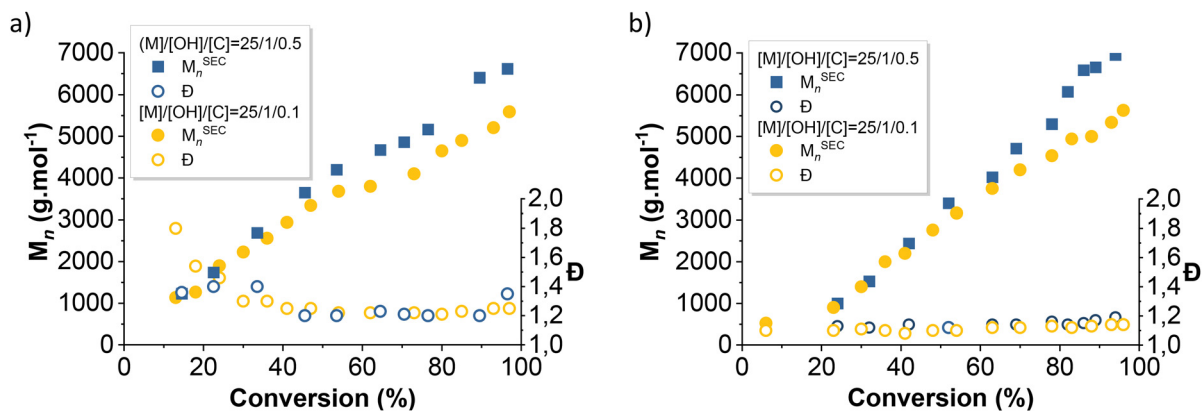 a)
(M]/[OH]/[C]=25/1/0.5
Mₙ^SEC
Đ
[M]/[OH]/[C]=25/1/0.1
Mₙ^SEC
Đ
7000
6000
5000
4000
3000
2000
1000
0
Mₙ (g.mol⁻¹)
2,0
1,8
1,6
1,4
1,2
1,0
Đ
0 20 40 60 80 100
Conversion (%)
b)
[M]/[OH]/[C]=25/1/0.5
Mₙ^SEC
Đ
[M]/[OH]/[C]=25/1/0.1
Mₙ^SEC
Đ
7000
6000
5000
4000
3000
2000
1000
0
Mₙ (g.mol⁻¹)
2,0
1,8
1,6
1,4
1,2
1,0
Đ
0 20 40 60 80 100
Conversion (%)